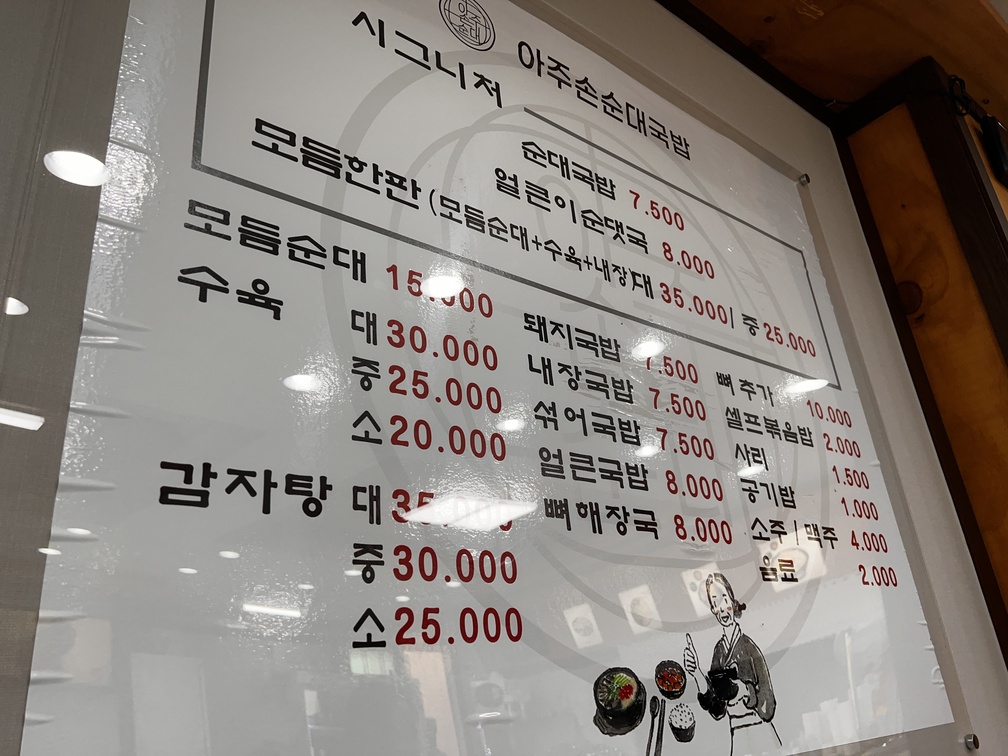 아주순대
아주손순대국밥
시그니처
순대국밥 7.500
얼큰이순댓국 8.000
모듬한판 (모듬순대+수육+내장 대 35.000/ 중 25.000
모듬순대
수육 대 30.000
중 25.000
소 20.000
감자탕 대
중 30.000
소 25.000
돼지국밥 7.500
내장국밥 7.500
섞어국밥 7.500
얼큰국밥 8.000
뼈해장국 8.000
뼈추가 10.000
셀프볶음밥 2.000
사리 1.500
공기밥 1.000
소주 / 맥주 4.000
음료 2.000